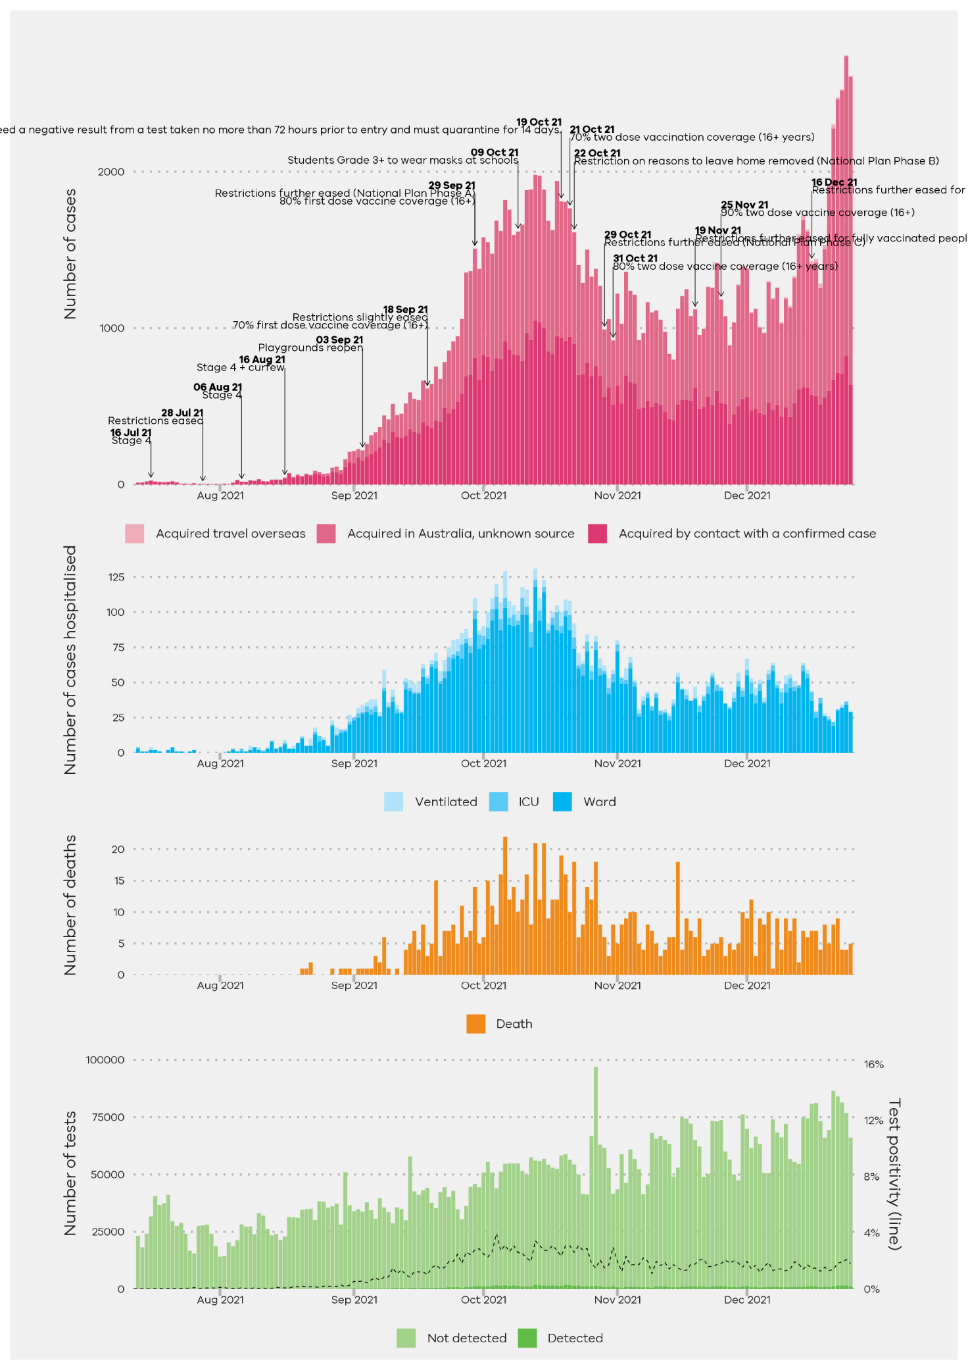 19 Oct 21
eed a negative result from a test taken no more than 72 hours prior to entry and must quarantine for 14 days.
21 Oct 21
70% two dose vaccination coverage (16+ years)
09 Oct 21
Students Grade 3+ to wear masks at schools
22 Oct 21
Restriction on reasons to leave home removed (National Plan Phase B)
2000
29 Sep 21
Restrictions further eased (National Plan Phase A)
80% first dose vaccine coverage (16+)
16 Dec 21
Restrictions further eased for
25 Nov 21
90% two dose vaccine coverage (16+)
19 Nov 21
Restrictions further eased for fully vaccinated peopl
29 Oct 21
Restrictions further eased (National Plan Phase C)
31 Oct 21
80% two dose vaccine coverage (16+ years)
Number of cases
18 Sep 21
Restrictions slightly eased
70% first dose vaccine coverage (16+)
1000
03 Sep 21
Playgrounds reopen
16 Aug 21
Stage 4 + curfew
06 Aug 21
Stage 4
28 Jul 21
Restrictions eased
16 Jul 21
Stage 4
0
Aug 2021 Sep 2021 Oct 2021 Nov 2021 Dec 2021
Acquired travel overseas Acquired in Australia, unknown source Acquired by contact with a confirmed case
Number of cases hospitalised
125
100
75
50
25
0
Aug 2021 Sep 2021 Oct 2021 Nov 2021 Dec 2021
Ventilated ICU Ward
Number of deaths
20
15
10
5
0
Aug 2021 Sep 2021 Oct 2021 Nov 2021 Dec 2021
Death
Number of tests
100000
75000
50000
25000
0
16%
12%
8%
4%
0%
Test positivity (line)
Aug 2021 Sep 2021 Oct 2021 Nov 2021 Dec 2021
Not detected Detected